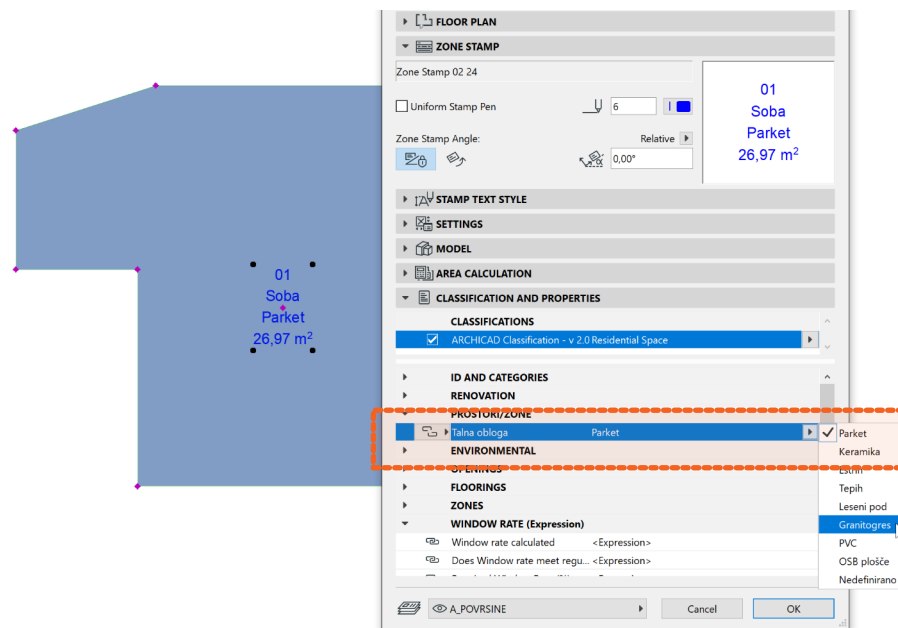 FLOOR PLAN
ZONE STAMP
Zone Stamp 02 24
Uniform Stamp Pen
6
Zone Stamp Angle:
Relative
0,00°
01
Soba
Parket
26,97 m²
STAMP TEXT STYLE
SETTINGS
MODEL
AREA CALCULATION
CLASSIFICATION AND PROPERTIES
CLASSIFICATIONS
ARCHICAD Classification - v 2.0 Residential Space
ID AND CATEGORIES
RENOVATION
PROSTORI/ZONE
Talna obloga Parket
ENVIRONMENTAL
OPENINGS
FLOORINGS
ZONES
WINDOW RATE (Expression)
Window rate calculated <Expression>
Does Window rate meet regu... <Expression>
A_POVRSINE
Cancel
OK
Parket
Keramika
Estrih
Tepih
Leseni pod
Granitogres
PVC
OSB plošče
Nedefinirano
01
Soba
Parket
26,97 m²